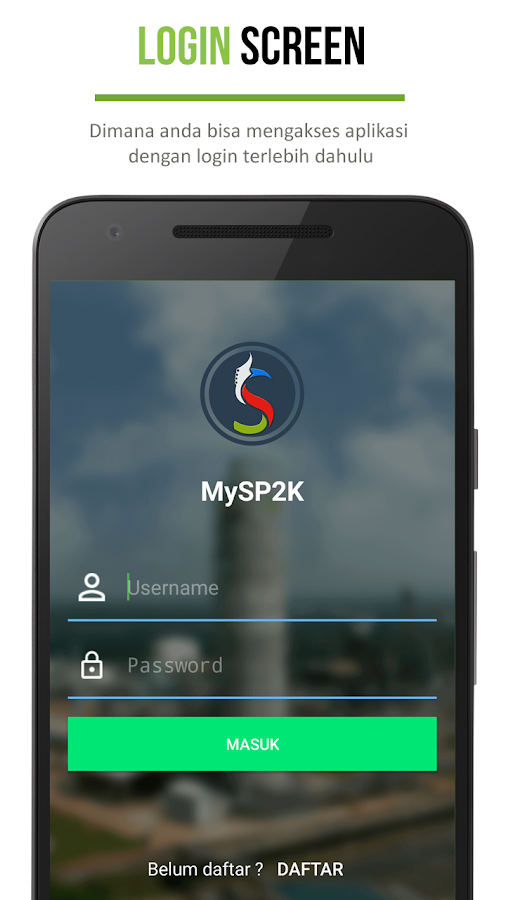 LOGIN SCREEN
Dimana anda bisa mengakses aplikasi
dengan login terlebih dahulu
MySP2K
Username
Password
MASUK
Belum daftar ? DAFTAR